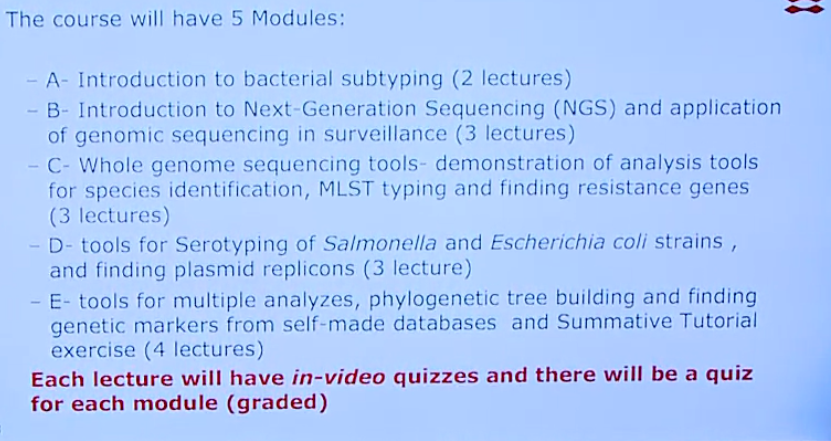 The course will have 5 Modules:
– A- Introduction to bacterial subtyping (2 lectures)
– B- Introduction to Next-Generation Sequencing (NGS) and application
of genomic sequencing in surveillance (3 lectures)
– C- Whole genome sequencing tools- demonstration of analysis tools
for species identification, MLST typing and finding resistance genes
(3 lectures)
– D- tools for Serotyping of Salmonella and Escherichia coli strains ,
and finding plasmid replicons (3 lecture)
– E- tools for multiple analyzes, phylogenetic tree building and finding
genetic markers from self-made databases and Summative Tutorial
exercise (4 lectures)
Each lecture will have in-video quizzes and there will be a quiz
for each module (graded)